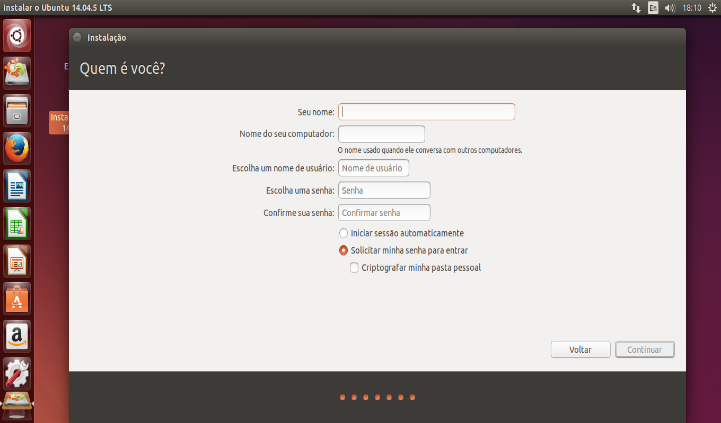 Instalar o Ubuntu 14.04.5 LTS
En
18:10
Instalação
Quem é você?
E
Insta
14
Seu nome:
Nome do seu computador:
O nome usado quando ele conversa com outros computadores.
Escolha um nome de usuário: Nome de usuário
Escolha uma senha: Senha
Confirme sua senha: Confirmar senha
Iniciar sessão automaticamente
Solicitar minha senha para entrar
Criptografar minha pasta pessoal
Voltar
Continuar